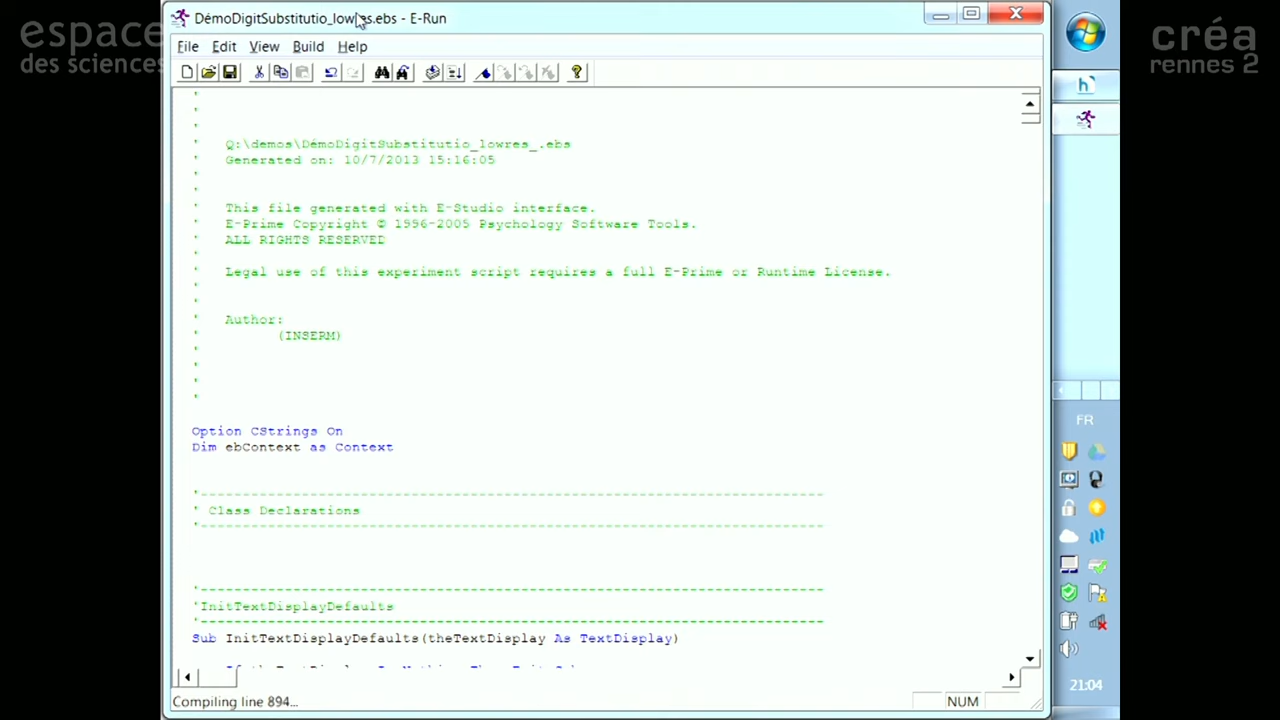 espace
des sciences
créa
rennes 2
DémoDigitSubstitutio_lowres.ebs - E-Run
File Edit View Build Help
' Q:\demos\DémoDigitSubstitutio_lowres_.ebs
' Generated on: 10/7/2013 15:16:05
' This file generated with E-Studio interface.
' E-Prime Copyright © 1996-2005 Psychology Software Tools.
' ALL RIGHTS RESERVED
' Legal use of this experiment script requires a full E-Prime or Runtime License.
' Author:
' (INSERM)
Option CStrings On
Dim ebContext as Context
'---------------------------------------------------------------------------
' Class Declarations
'---------------------------------------------------------------------------
'---------------------------------------------------------------------------
'InitTextDisplayDefaults
'---------------------------------------------------------------------------
Sub InitTextDisplayDefaults(theTextDisplay As TextDisplay)
Compiling line 894...
NUM
FR
21:04